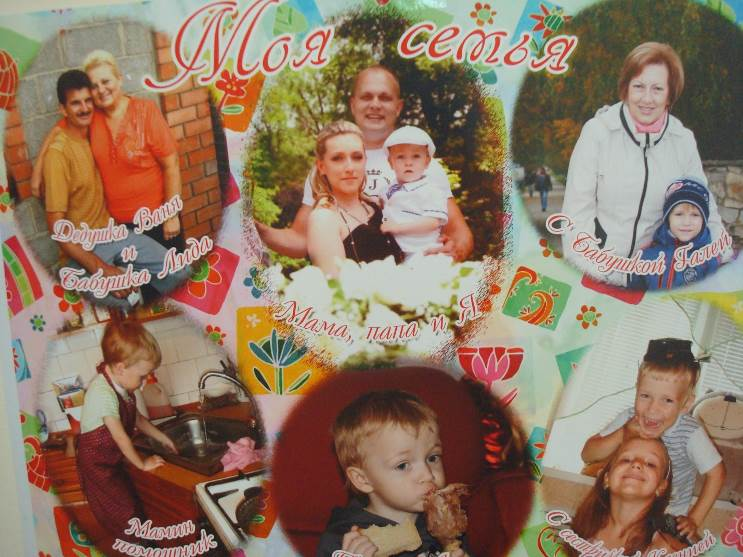 Моя семья
Дедушка Ваня
и
Бабушка Лида
Мама, папа и Я
С Бабушкой Галей
Мамин
помощник